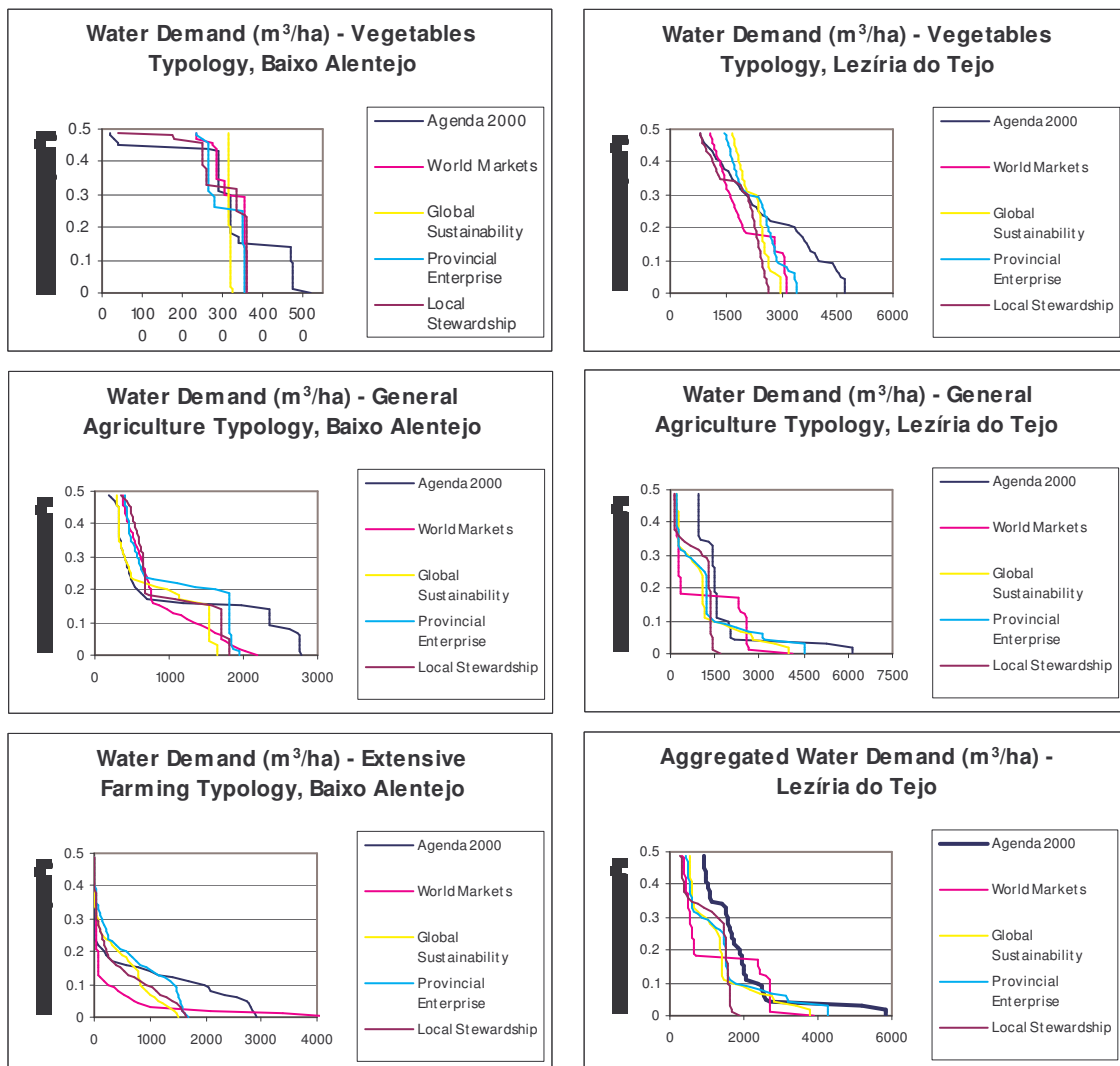 Water Demand (m³/ha) - Vegetables
Typology, Baixo Alentejo
0.5
0.4
0.3
0.2
0.1
0
0 100 200 300 400 500
0 0 0 0 0
Agenda 2000
World Markets
Global
Sustainability
Provincial
Enterprise
Local
Stewardship
Water Demand (m³/ha) - Vegetables
Typology, Lezíria do Tejo
0.5
0.4
0.3
0.2
0.1
0
0 1500 3000 4500 6000
Agenda 2000
World Markets
Global
Sustainability
Provincial
Enterprise
Local Stewardship
Water Demand (m³/ha) - General
Agriculture Typology, Baixo Alentejo
0.5
0.4
0.3
0.2
0.1
0
0 1000 2000 3000
Agenda 2000
World Markets
Global
Sustainability
Provincial
Enterprise
Local Stewardship
Water Demand (m³/ha) - General
Agriculture Typology, Lezíria do Tejo
0.5
0.4
0.3
0.2
0.1
0
0 1500 3000 4500 6000 7500
Agenda 2000
World Markets
Global
Sustainability
Provincial
Enterprise
Local Stewardship
Water Demand (m³/ha) - Extensive
Farming Typology, Baixo Alentejo
0.5
0.4
0.3
0.2
0.1
0
0 1000 2000 3000 4000
Agenda 2000
World Markets
Global
Sustainability
Provincial
Enterprise
Local Stewardship
Aggregated Water Demand (m³/ha) -
Lezíria do Tejo
0.5
0.4
0.3
0.2
0.1
0
0 2000 4000 6000
Agenda 2000
World Markets
Global
Sustainability
Provincial
Enterprise
Local Stewardship